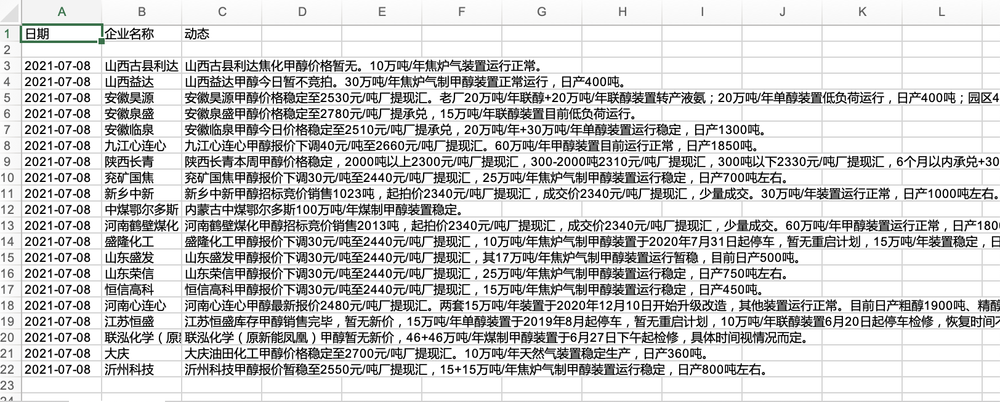 A B C D E F G H I J K L
1 日期 企业名称 动态
2
3 2021-07-08 山西古县利达 山西古县利达焦化甲醇价格暂无。10万吨/年焦炉气装置运行正常。
4 2021-07-08 山西益达 山西益达甲醇今日暂不竞拍。30万吨/年焦炉气制甲醇装置正常运行，日产400吨。
5 2021-07-08 安徽昊源 安徽昊源甲醇价格稳定至2530元/吨厂提现汇。老厂20万吨/年联醇+20万吨/年联醇装置转产液氨；20万吨/年单醇装置低负荷运行，日产400吨；园区4
6 2021-07-08 安徽泉盛 安徽泉盛甲醇价格稳定至2780元/吨厂提承兑，15万吨/年联醇装置目前低负荷运行。
7 2021-07-08 安徽临泉 安徽临泉甲醇今日价格稳定至2510元/吨厂提承兑，20万吨/年+30万吨/年单醇装置运行稳定，日产1300吨。
8 2021-07-08 九江心连心 九江心连心甲醇报价下调40元/吨至2660元/吨厂提现汇。60万吨/年甲醇装置目前运行正常，日产1850吨。
9 2021-07-08 陕西长青 陕西长青本周甲醇价格稳定，2000吨以上2300元/吨厂提现汇，300-2000吨2310元/吨厂提现汇，300吨以下2330元/吨厂提现汇，6个月以内承兑+30
10 2021-07-08 兖矿国焦 兖矿国焦甲醇报价下调30元/吨至2440元/吨厂提现汇，25万吨/年焦炉气制甲醇装置运行稳定，日产700吨左右。
11 2021-07-08 新乡中新 新乡中新甲醇招标竞价销售1023吨，起拍价2340元/吨厂提现汇，成交价2340元/吨厂提现汇，少量成交。30万吨/年装置运行正常，日产1000吨左右。
12 2021-07-08 中煤鄂尔多斯 内蒙古中煤鄂尔多斯100万吨/年煤制甲醇装置稳定。
13 2021-07-08 河南鹤壁煤化 河南鹤壁煤化甲醇招标竞价销售2013吨，起拍价2340元/吨厂提现汇，成交价2340元/吨厂提现汇，少量成交。60万吨/年甲醇装置运行正常，日产180
14 2021-07-08 盛隆化工 盛隆化工甲醇报价下调30元/吨至2440元/吨厂提现汇，10万吨/年焦炉气制甲醇装置于2020年7月31日起停车，暂无重启计划，15万吨/年装置稳定，日
15 2021-07-08 山东盛发 山东盛发甲醇报价下调30元/吨至2440元/吨厂提现汇，其17万吨/年焦炉气制甲醇装置运行暂稳，目前日产500吨。
16 2021-07-08 山东荣信 山东荣信甲醇报价下调30元/吨至2440元/吨厂提现汇，25万吨/年焦炉气制甲醇装置运行稳定，日产750吨左右。
17 2021-07-08 恒信高科 恒信高科甲醇报价下调30元/吨至2440元/吨厂提现汇，15万吨/年焦炉气制甲醇装置运行稳定，日产450吨。
18 2021-07-08 河南心连心 河南心连心甲醇最新报价2480元/吨厂提现汇。两套15万吨/年装置于2020年12月10日开始升级改造，其他装置运行正常。目前日产粗醇1900吨、精醇
19 2021-07-08 江苏恒盛 江苏恒盛库存甲醇销售完毕，暂无新价，15万吨/年单醇装置于2019年8月起停车，暂无重启计划，10万吨/年联醇装置6月20日起停车检修，恢复时间不
20 2021-07-08 联泓化学（原 联泓化学（原新能凤凰）甲醇暂无新价，46+46万吨/年煤制甲醇装置于6月27日下午起检修，具体时间视情况而定。
21 2021-07-08 大庆 大庆油田化工甲醇价格稳定至2700元/吨厂提现汇。10万吨/年天然气装置稳定生产，日产360吨。
22 2021-07-08 沂州科技 沂州科技甲醇报价暂稳至2550元/吨厂提现汇，15+15万吨/年焦炉气制甲醇装置运行稳定，日产800吨左右。
23